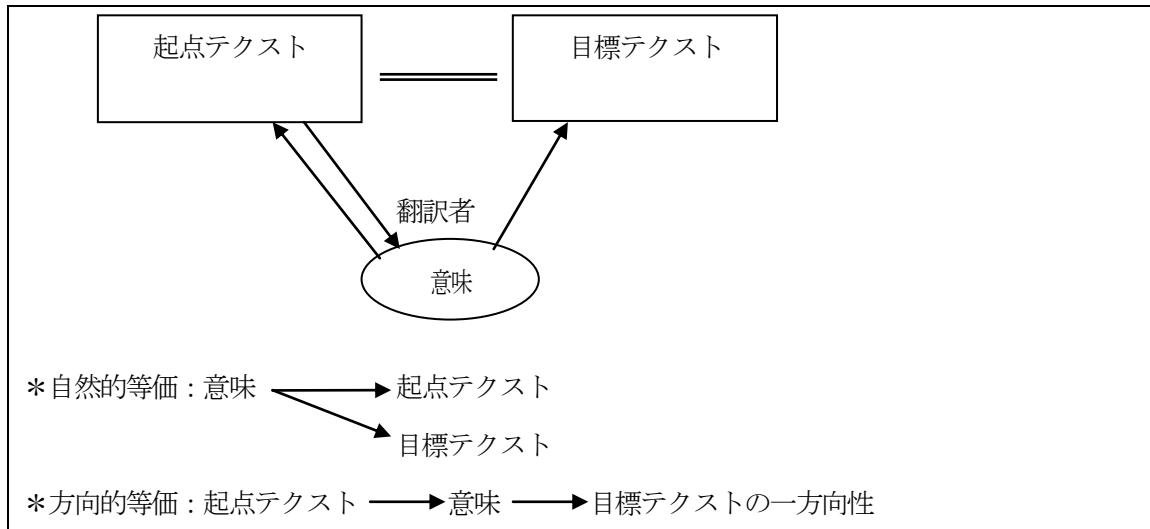 起点テクスト
目標テクスト
翻訳者
意味
＊自然的等価：意味 起点テクスト
目標テクスト
＊方向的等価：起点テクスト 意味 目標テクストの一方向性